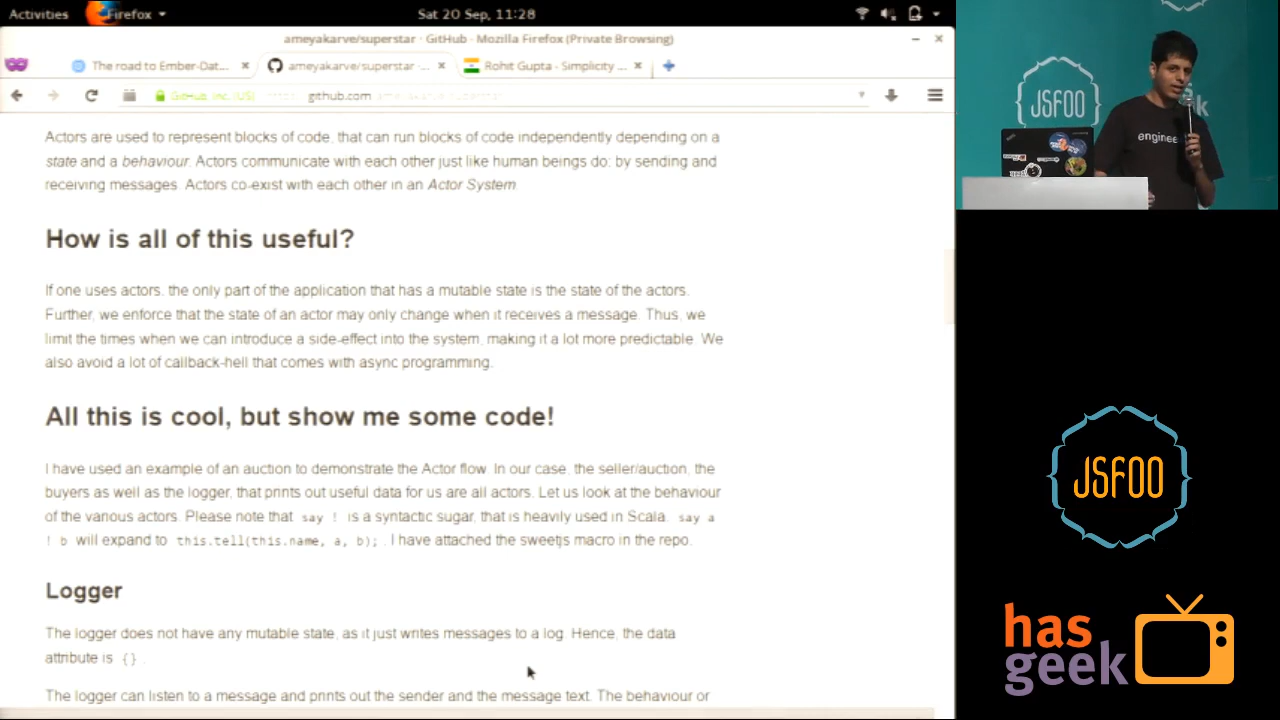 Activities
Firefox
Sat 20 Sep, 11:28
ameyakarve/superstar · GitHub - Mozilla Firefox (Private Browsing)
The road to Ember-Dat...
ameyakarve/superstar ·...
Rohit Gupta - Simplicity ...
GitHub, Inc. (US)
github.com
Actors are used to represent blocks of code, that can run blocks of code independently depending on a
state and a behaviour. Actors communicate with each other just like human beings do: by sending and
receiving messages. Actors co-exist with each other in an Actor System
How is all of this useful?
If one uses actors, the only part of the application that has a mutable state is the state of the actors.
Further, we enforce that the state of an actor may only change when it receives a message. Thus, we
limit the times when we can introduce a side-effect into the system, making it a lot more predictable. We
also avoid a lot of callback-hell that comes with async programming.
All this is cool, but show me some code!
I have used an example of an auction to demonstrate the Actor flow. In our case, the seller/auction, the
buyers as well as the logger, that prints out useful data for us are all actors. Let us look at the behaviour
of the various actors. Please note that say ! is a syntactic sugar, that is heavily used in Scala. say a
! b will expand to this.tell(this.name, a, b);. I have attached the sweetjs macro in the repo.
Logger
The logger does not have any mutable state, as it just writes messages to a log. Hence, the data
attribute is {} .
The logger can listen to a message and prints out the sender and the message text. The behaviour or
JSFOO
enginee
JSFOO
has
geek